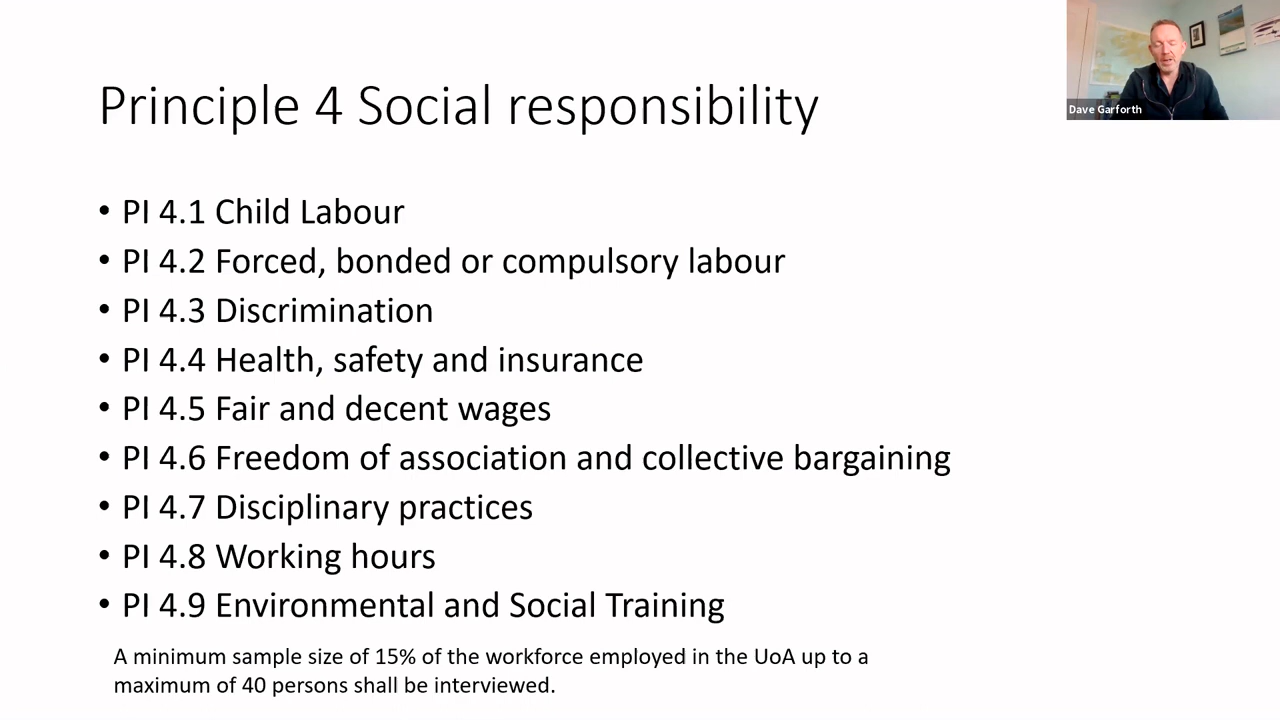 Principle 4 Social responsibility
Dave Garforth
• PI 4.1 Child Labour
• PI 4.2 Forced, bonded or compulsory labour
• PI 4.3 Discrimination
• PI 4.4 Health, safety and insurance
• PI 4.5 Fair and decent wages
• PI 4.6 Freedom of association and collective bargaining
• PI 4.7 Disciplinary practices
• PI 4.8 Working hours
• PI 4.9 Environmental and Social Training
A minimum sample size of 15% of the workforce employed in the UoA up to a
maximum of 40 persons shall be interviewed.